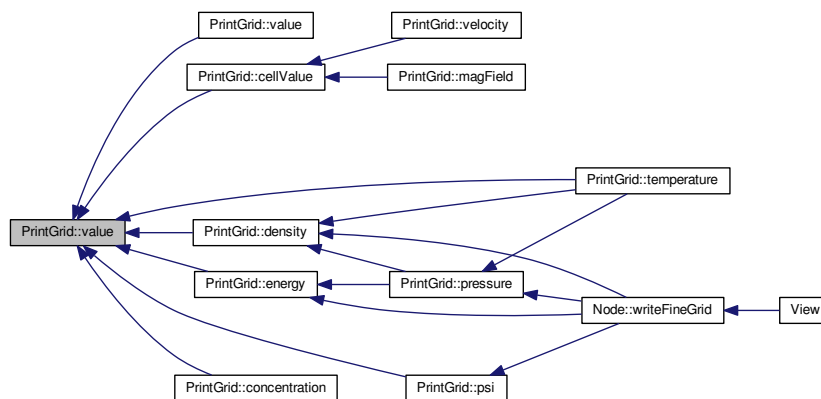 PrintGrid::value
PrintGrid::velocity
PrintGrid::cellValue
PrintGrid::magField
PrintGrid::temperature
PrintGrid::value
PrintGrid::density
PrintGrid::energy
PrintGrid::pressure
Node::writeFineGrid
View
PrintGrid::concentration
PrintGrid::psi